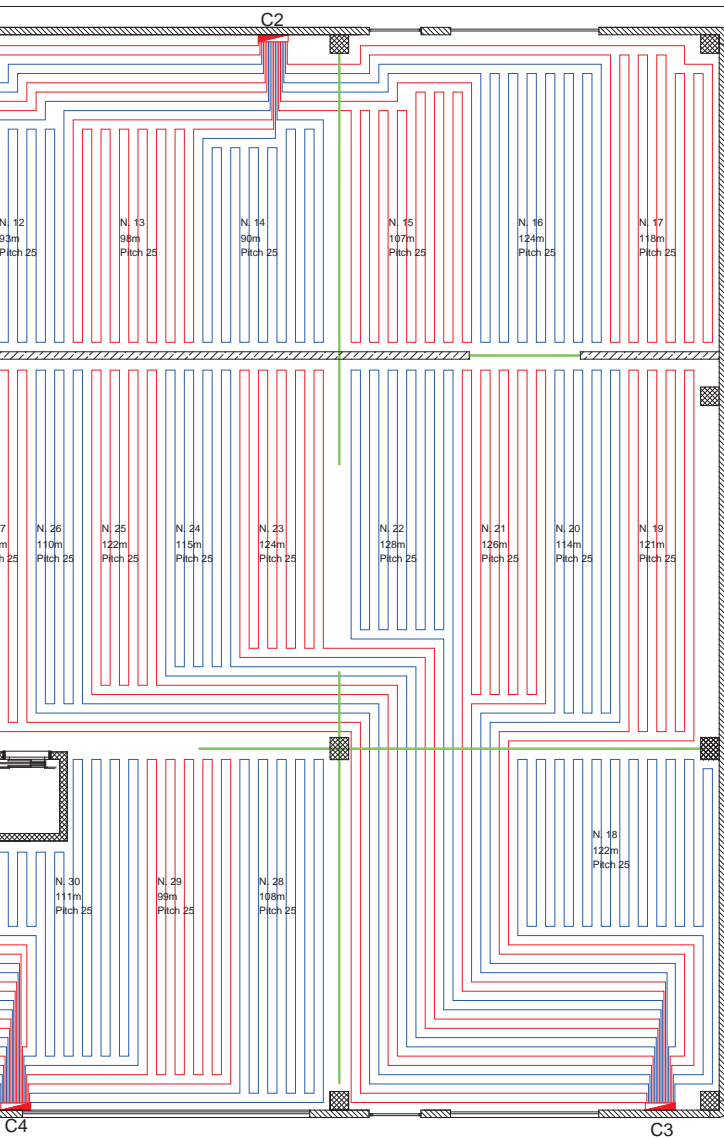 C2
N. 12
93m
Pitch 25
N. 13
98m
Pitch 25
N. 14
90m
Pitch 25
N. 15
107m
Pitch 25
N. 16
124m
Pitch 25
N. 17
118m
Pitch 25
7
m
h 25
N. 26
110m
Pitch 25
N. 25
122m
Pitch 25
N. 24
115m
Pitch 25
N. 23
124m
Pitch 25
N. 22
128m
Pitch 25
N. 21
126m
Pitch 25
N. 20
114m
Pitch 25
N. 19
121m
Pitch 25
N. 18
122m
Pitch 25
N. 30
111m
Pitch 25
N. 29
99m
Pitch 25
N. 28
108m
Pitch 25
C4
C3